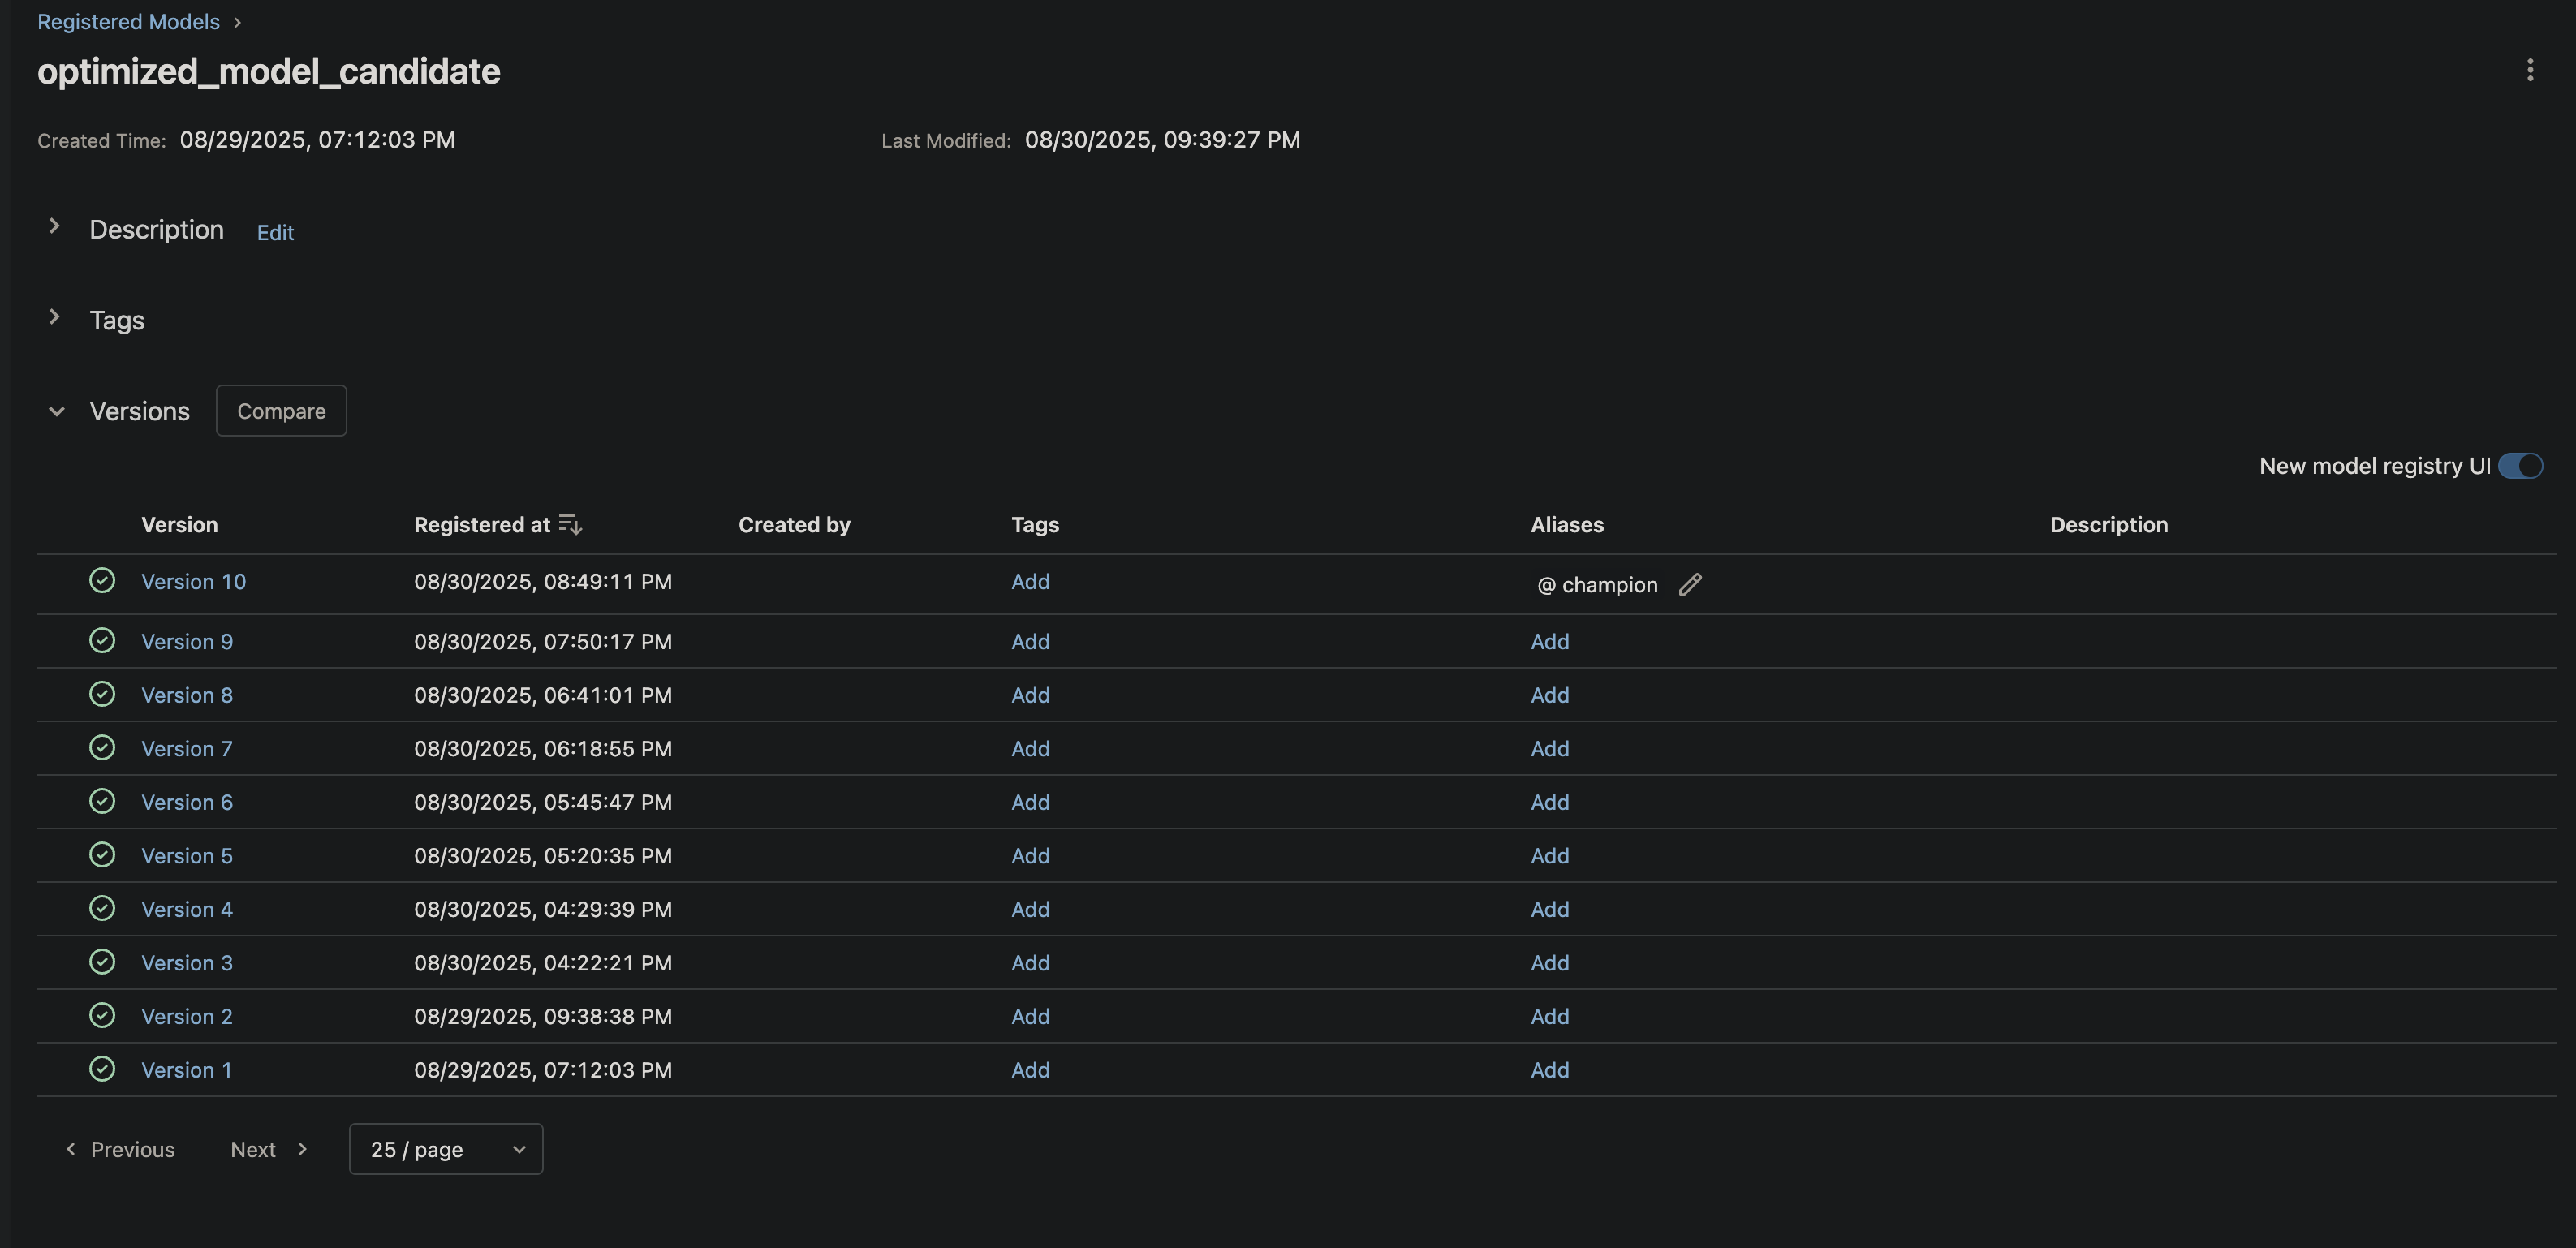 Registered Models >
optimized_model_candidate
Created Time: 08/29/2025, 07:12:03 PM Last Modified: 08/30/2025, 09:39:27 PM
Description Edit
Tags
Versions Compare
New model registry UI
Version Registered at Created by Tags Aliases Description
Version 10 08/30/2025, 08:49:11 PM Add @ champion
Version 9 08/30/2025, 07:50:17 PM Add Add
Version 8 08/30/2025, 06:41:01 PM Add Add
Version 7 08/30/2025, 06:18:55 PM Add Add
Version 6 08/30/2025, 05:45:47 PM Add Add
Version 5 08/30/2025, 05:20:35 PM Add Add
Version 4 08/30/2025, 04:29:39 PM Add Add
Version 3 08/30/2025, 04:22:21 PM Add Add
Version 2 08/29/2025, 09:38:38 PM Add Add
Version 1 08/29/2025, 07:12:03 PM Add Add
Previous Next 25 / page